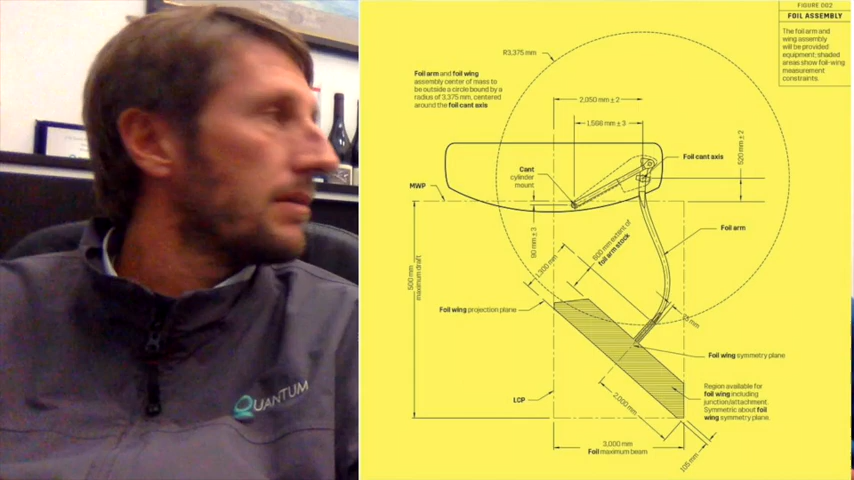 QUANTUM
FIGURE 002
FOIL ASSEMBLY
The foil arm and
wing assembly
will be provided
equipment; shaded
areas show foil-wing
measurement
constraints.
R3,375 mm
Foil arm and foil wing
assembly center of mass to
be outside a circle bound by a
radius of 3,375 mm, centered
around the foil cant axis
2,050 mm ± 2
1,566 mm ± 3
520 mm ± 2
Foil cant axis
Cant
cylinder
mount
MWP
90 mm ± 3
600 mm extent of
foil arm stock
Foil arm
1,300 mm
5000 mm
maximum draft
Foil wing projection plane
Foil wing symmetry plane
LCP
2,000 mm
Region available for
foil wing including
junction/attachment.
Symmetric about foil
wing symmetry plane.
3,000 mm
Foil maximum beam
105 mm